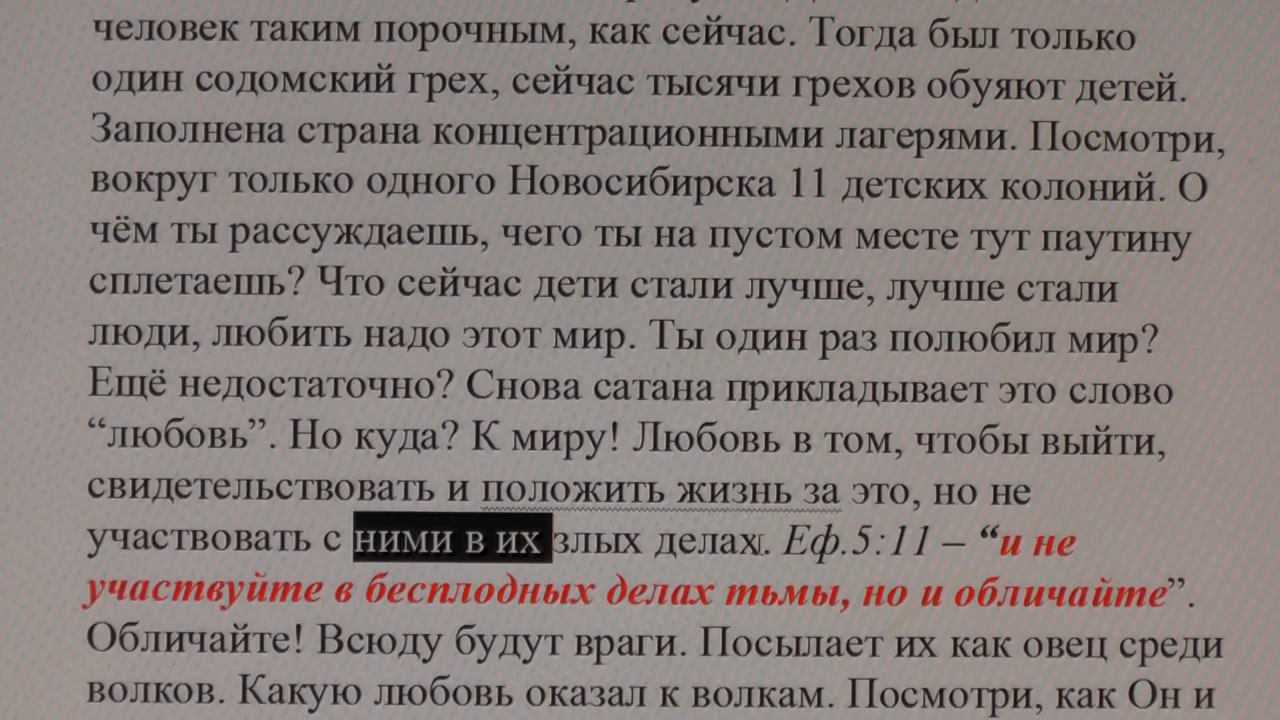 человек таким порочным, как сейчас. Тогда был только
один содомский грех, сейчас тысячи грехов обуяют детей.
Заполнена страна концентрационными лагерями. Посмотри,
вокруг только одного Новосибирска 11 детских колоний. О
чём ты рассуждаешь, чего ты на пустом месте тут паутину
сплетаешь? Что сейчас дети стали лучше, лучше стали
люди, любить надо этот мир. Ты один раз полюбил мир?
Ещё недостаточно? Снова сатана прикладывает это слово
“любовь”. Но куда? К миру! Любовь в том, чтобы выйти,
свидетельствовать и положить жизнь за это, но не
участвовать с ними в их злых делах. Еф.5:11 – “и не
участвуйте в бесплодных делах тьмы, но и обличайте”.
Обличайте! Всюду будут враги. Посылает их как овец среди
волков. Какую любовь оказал к волкам. Посмотри, как Он и